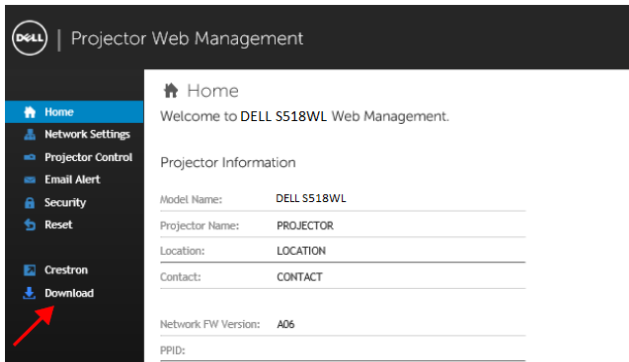 DELL | Projector Web Management
Home
Welcome to DELL S518WL Web Management.
Home
Network Settings
Projector Control
Email Alert
Security
Reset
Crestron
Download
Projector Information
Model Name: DELL S518WL
Projector Name: PROJECTOR
Location: LOCATION
Contact: CONTACT
Network FW Version: A06
PPID: